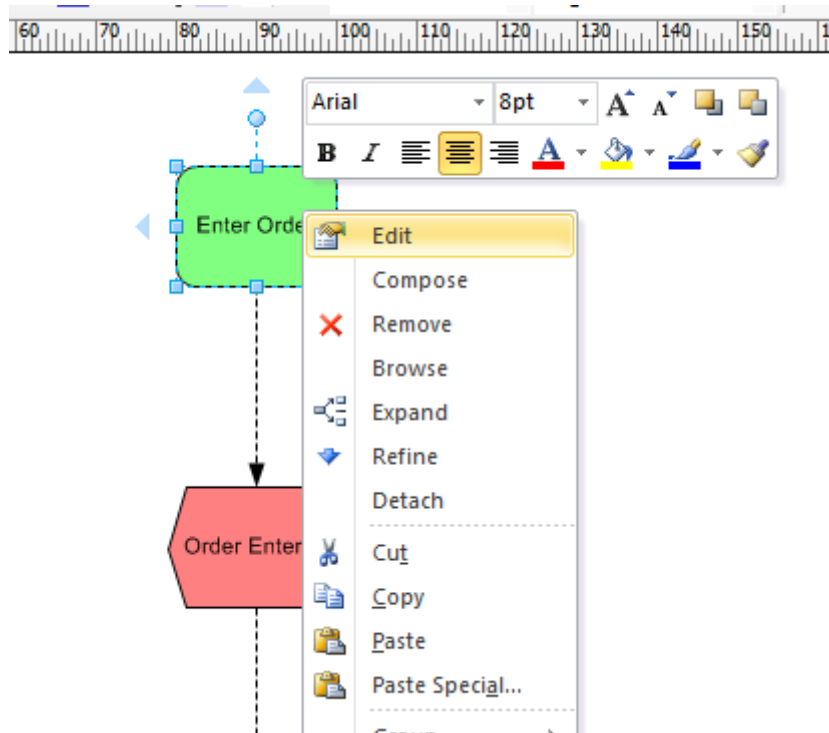 60 70 80 90 100 110 120 130 140 150 1
Arial 8pt A A
B I A
Enter Orde
Edit
Compose
Remove
Browse
Expand
Refine
Detach
Order Enter
Cut
Copy
Paste
Paste Special...